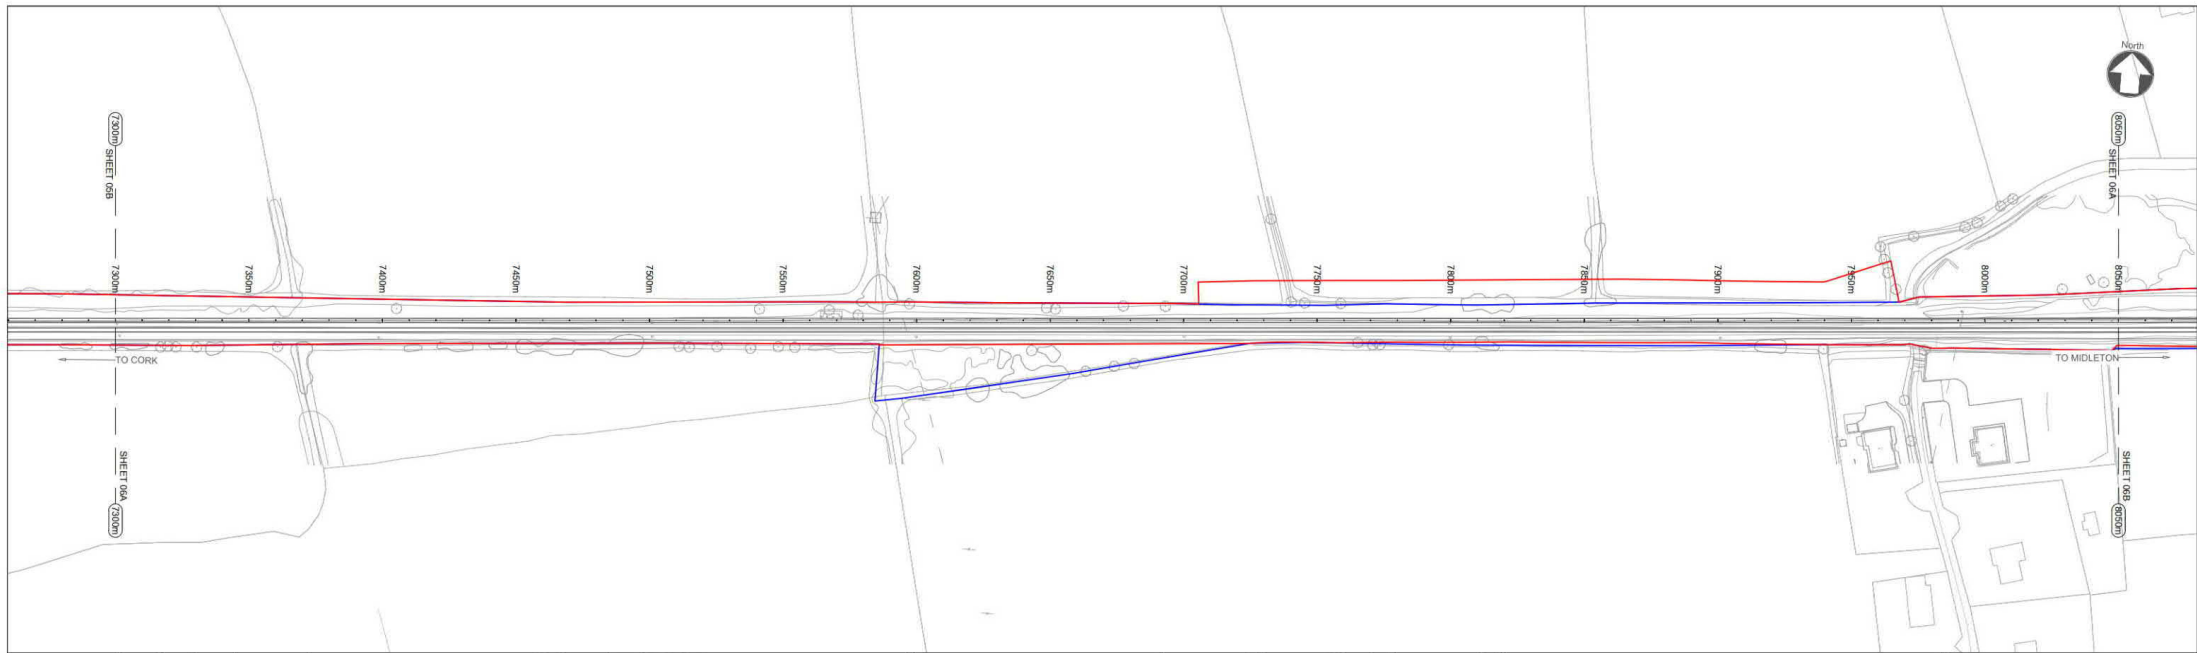 North
7300m
SHEET 05B
8050m
SHEET 06A
7300m
7350m
7400m
7450m
7500m
7550m
7600m
7650m
7700m
7750m
7800m
7850m
7900m
7950m
8000m
8050m
TO CORK
TO MIDLETON
SHEET 06A
7300m
SHEET 06B
8050m